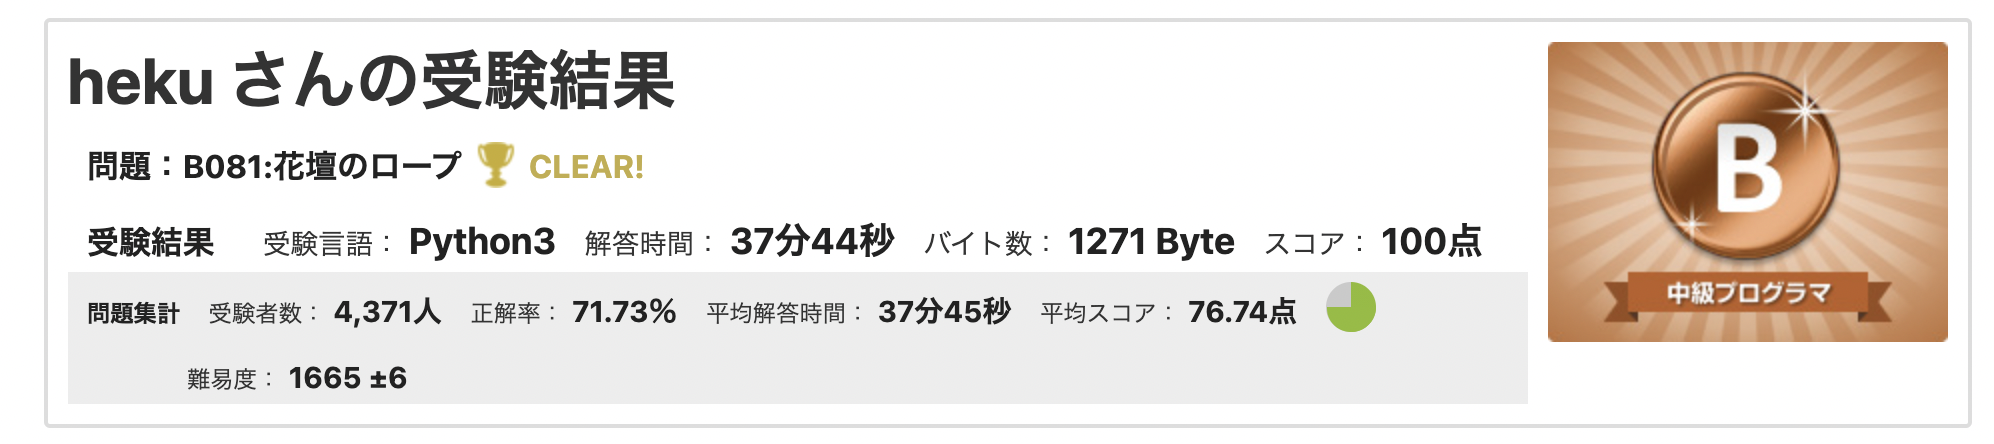 heku さんの受験結果
問題：B081:花壇のロープ CLEAR!
受験結果 受験言語： Python3 解答時間： 37分44秒 バイト数： 1271 Byte スコア： 100点
問題集計 受験者数： 4,371人 正解率： 71.73% 平均解答時間： 37分45秒 平均スコア： 76.74点
難易度： 1665 ±6
B
中級プログラマ